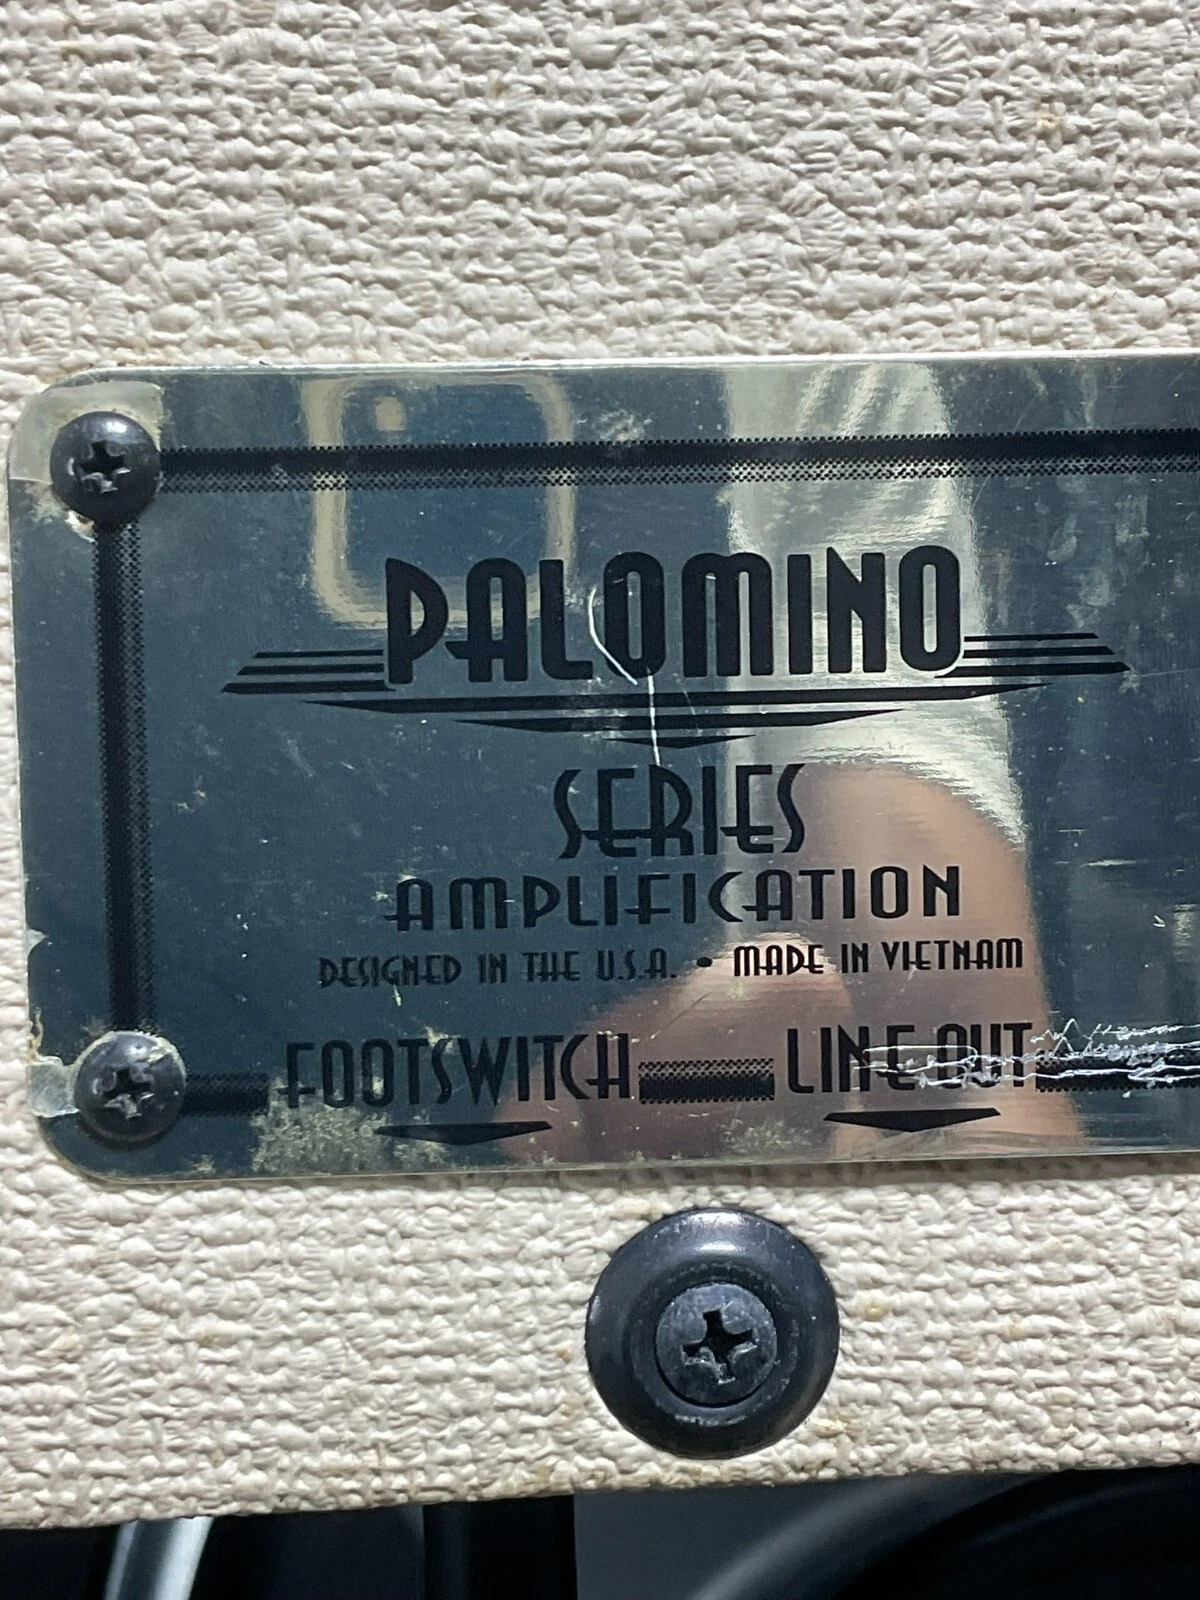 PALOMINO
SERIES
AMPLIFICATION
DESIGNED IN THE U.S.A. • MADE IN VIETNAM
FOOTSWITCH LINE OUT